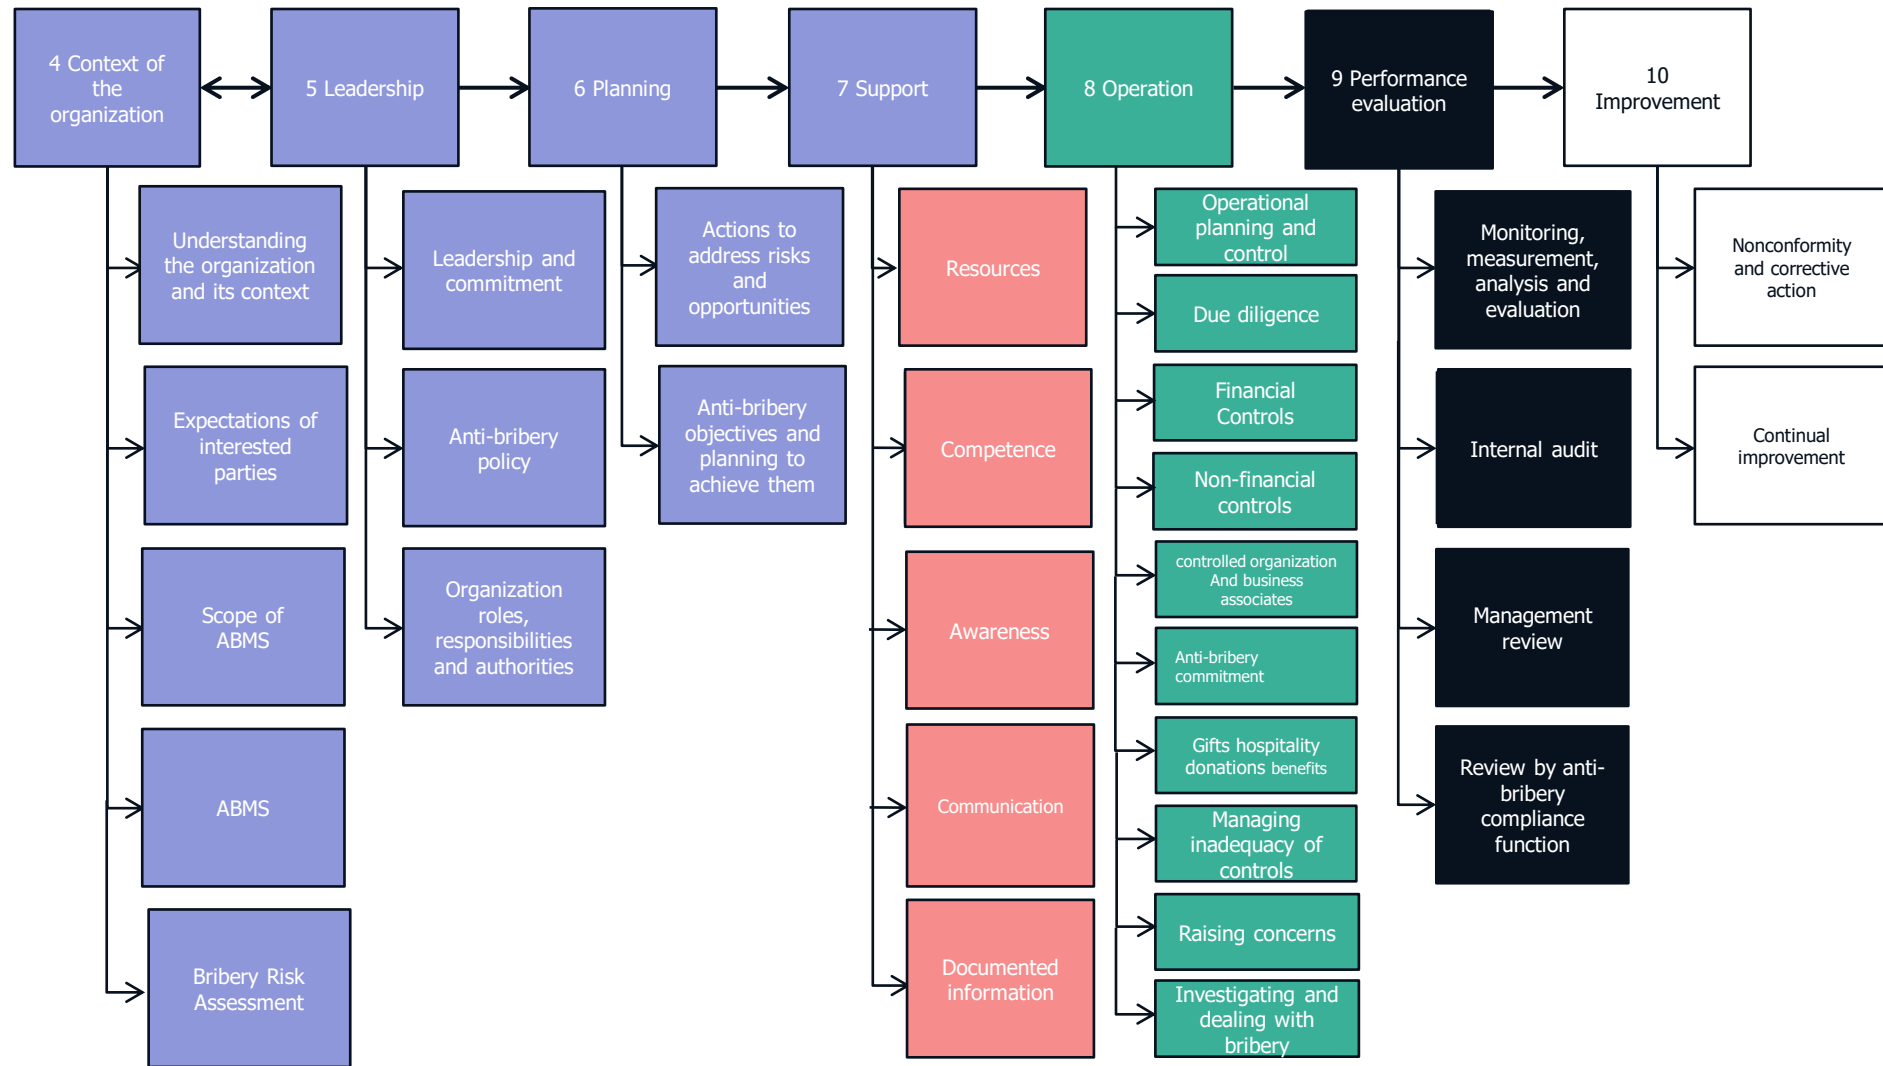 4 Context of
the
organization
5 Leadership
6 Planning
7 Support
8 Operation
9 Performance
evaluation
10
Improvement
Understanding
the organization
and its context
Expectations of
interested
parties
Scope of
ABMS
ABMS
Bribery Risk
Assessment
Leadership and
commitment
Anti-bribery
policy
Organization
roles,
responsibilities
and authorities
Actions to
address risks
and
opportunities
Anti-bribery
objectives and
planning to
achieve them
Resources
Competence
Awareness
Communication
Documented
information
Operational
planning and
control
Due diligence
Financial
Controls
Non-financial
controls
controlled organization
And business
associates
Anti-bribery
commitment
Gifts hospitality
donations benefits
Managing
inadequacy of
controls
Raising concerns
Investigating and
dealing with
bribery
Monitoring,
measurement,
analysis and
evaluation
Internal audit
Management
review
Review by anti-
bribery
compliance
function
Nonconformity
and corrective
action
Continual
improvement